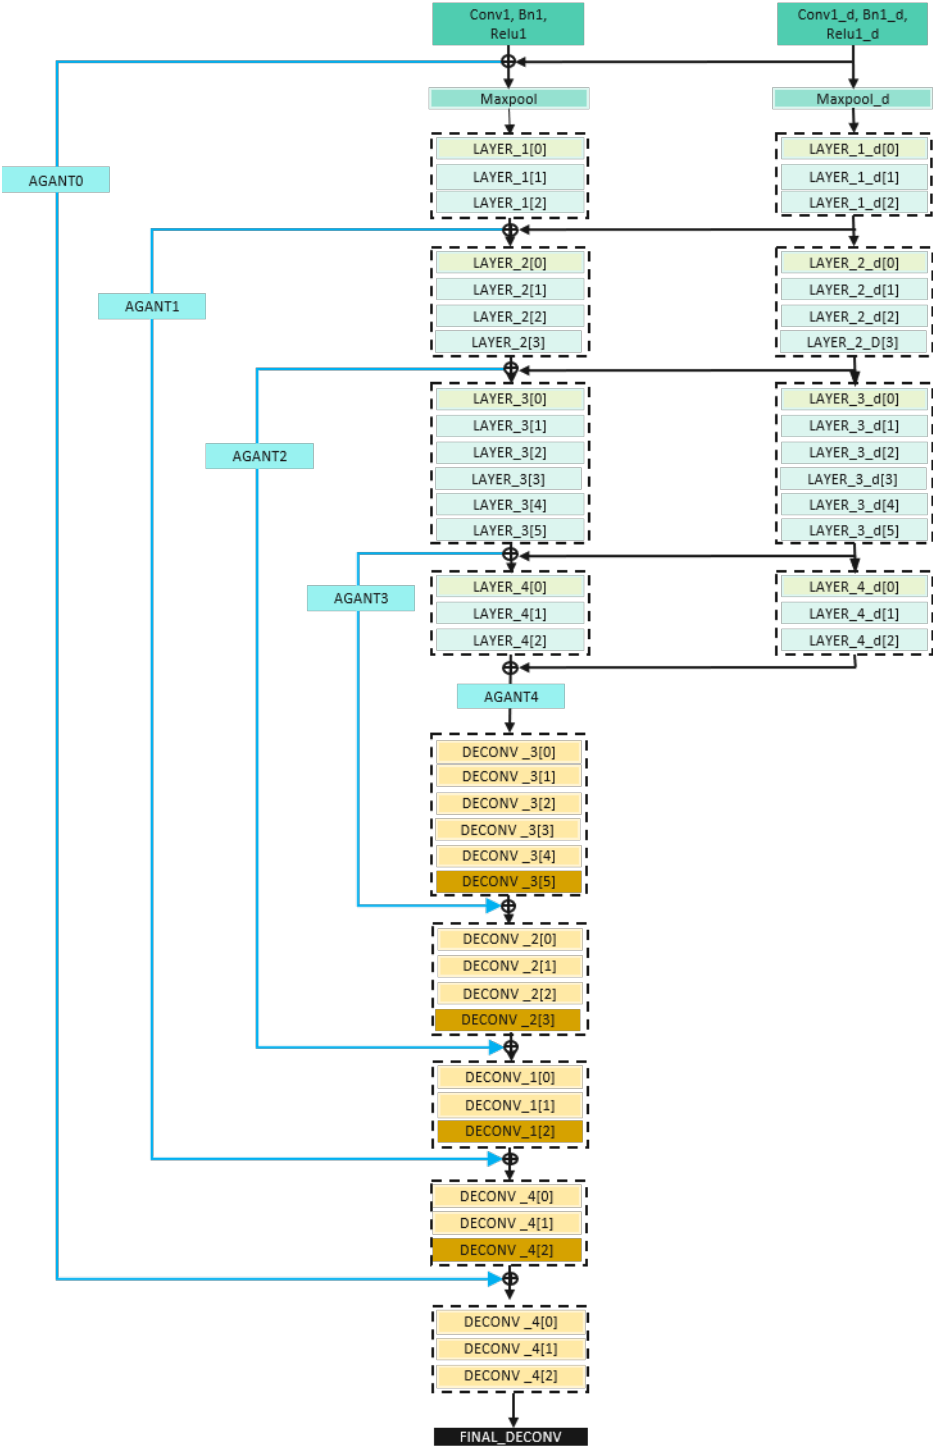 Conv1, Bn1,
Relu1
Conv1_d, Bn1_d,
Relu1_d
Maxpool
Maxpool_d
LAYER_1[0]
LAYER_1_d[0]
LAYER_1[1]
LAYER_1_d[1]
AGANT0
LAYER_1[2]
LAYER_1_d[2]
LAYER_2[0]
LAYER_2_d[0]
LAYER_2[1]
LAYER_2_d[1]
AGANT1
LAYER_2[2]
LAYER_2_d[2]
LAYER_2[3]
LAYER_2_D[3]
LAYER_3[0]
LAYER_3_d[0]
LAYER_3[1]
LAYER_3_d[1]
AGANT2
LAYER_3[2]
LAYER_3_d[2]
LAYER_3[3]
LAYER_3_d[3]
LAYER_3[4]
LAYER_3_d[4]
LAYER_3[5]
LAYER_3_d[5]
LAYER_4[0]
LAYER_4_d[0]
AGANT3
LAYER_4[1]
LAYER_4_d[1]
LAYER_4[2]
LAYER_4_d[2]
AGANT4
DECONV _3[0]
DECONV _3[1]
DECONV _3[2]
DECONV _3[3]
DECONV _3[4]
DECONV _3[5]
DECONV _2[0]
DECONV _2[1]
DECONV _2[2]
DECONV _2[3]
DECONV_1[0]
DECONV_1[1]
DECONV_1[2]
DECONV _4[0]
DECONV _4[1]
DECONV _4[2]
DECONV _4[0]
DECONV _4[1]
DECONV _4[2]
FINAL_DECONV